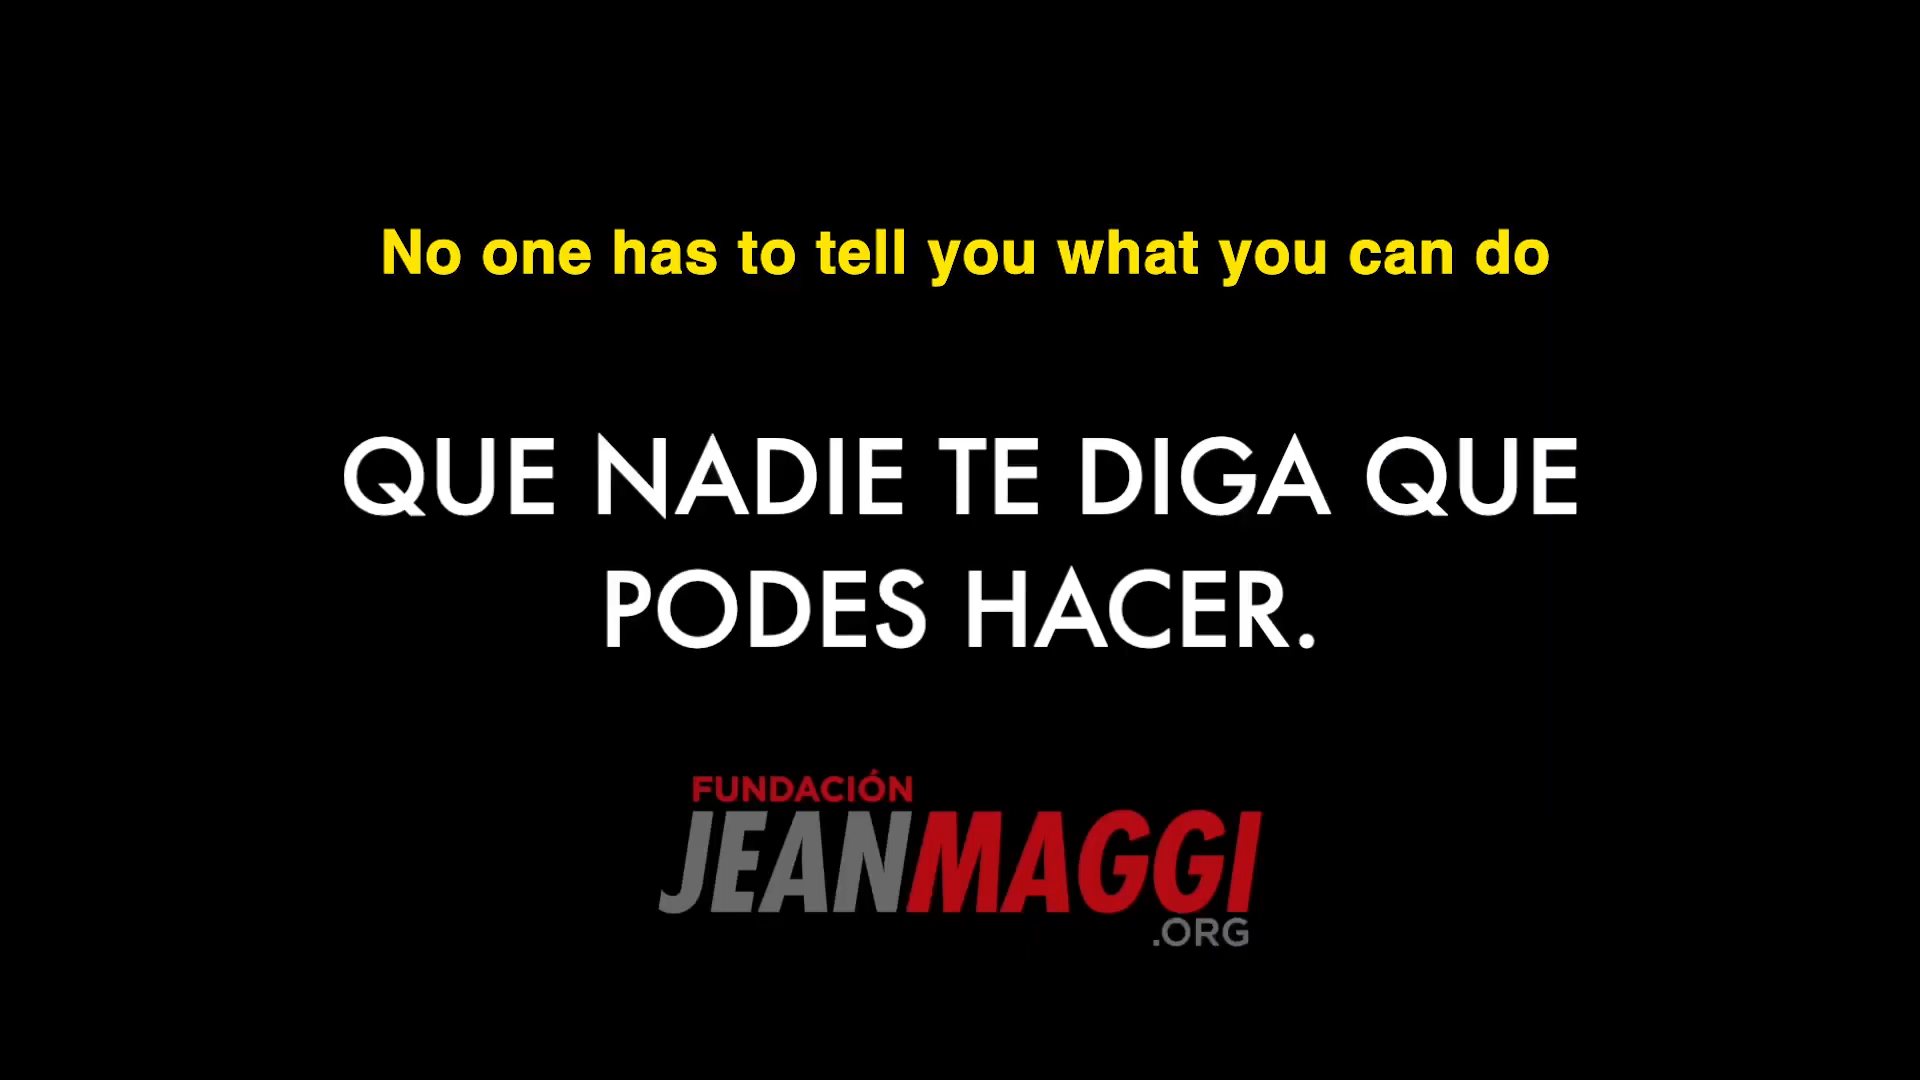 No one has to tell you what you can do
QUE NADIE TE DIGA QUE
PODES HACER.
FUNDACIÓN
JEANMAGGI
.ORG